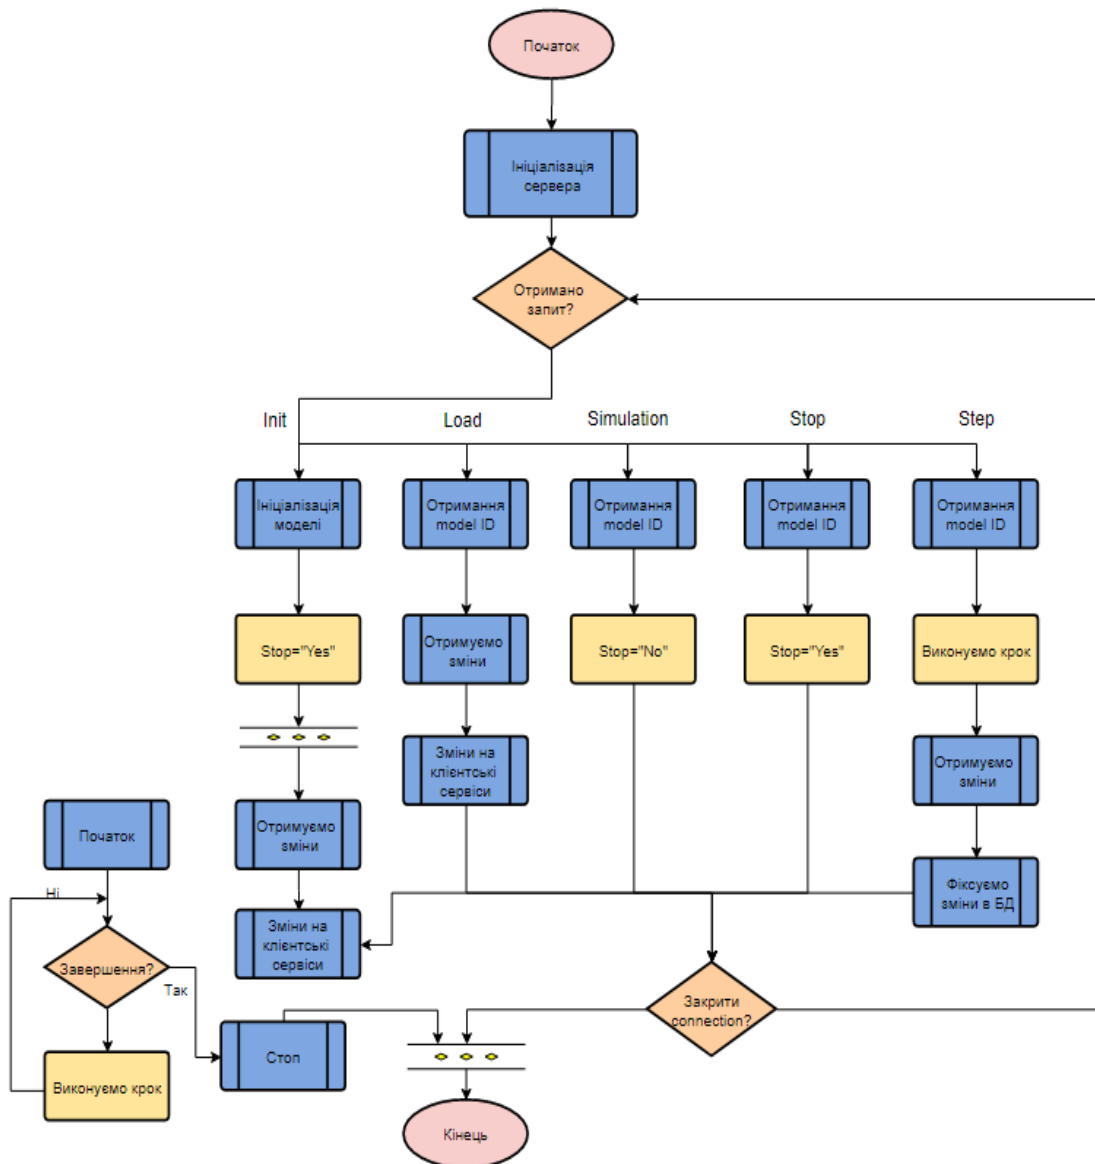 Початок
Ініціалізація
сервера
Отримано
запит?
Init
Load
Simulation
Stop
Step
Ініціалізація
моделі
Отримання
model ID
Отримання
model ID
Отримання
model ID
Отримання
model ID
Stop="Yes"
Отримуємо
зміни
Stop="No"
Stop="Yes"
Виконуємо крок
Зміни на
клієнтські
сервіси
Отримуємо
зміни
Початок
Отримуємо
зміни
Фіксуємо
зміни в БД
Ні
Зміни на
клієнтські
сервіси
Завершення?
Так
Закрити
connection?
Стоп
Виконуємо крок
Кінець